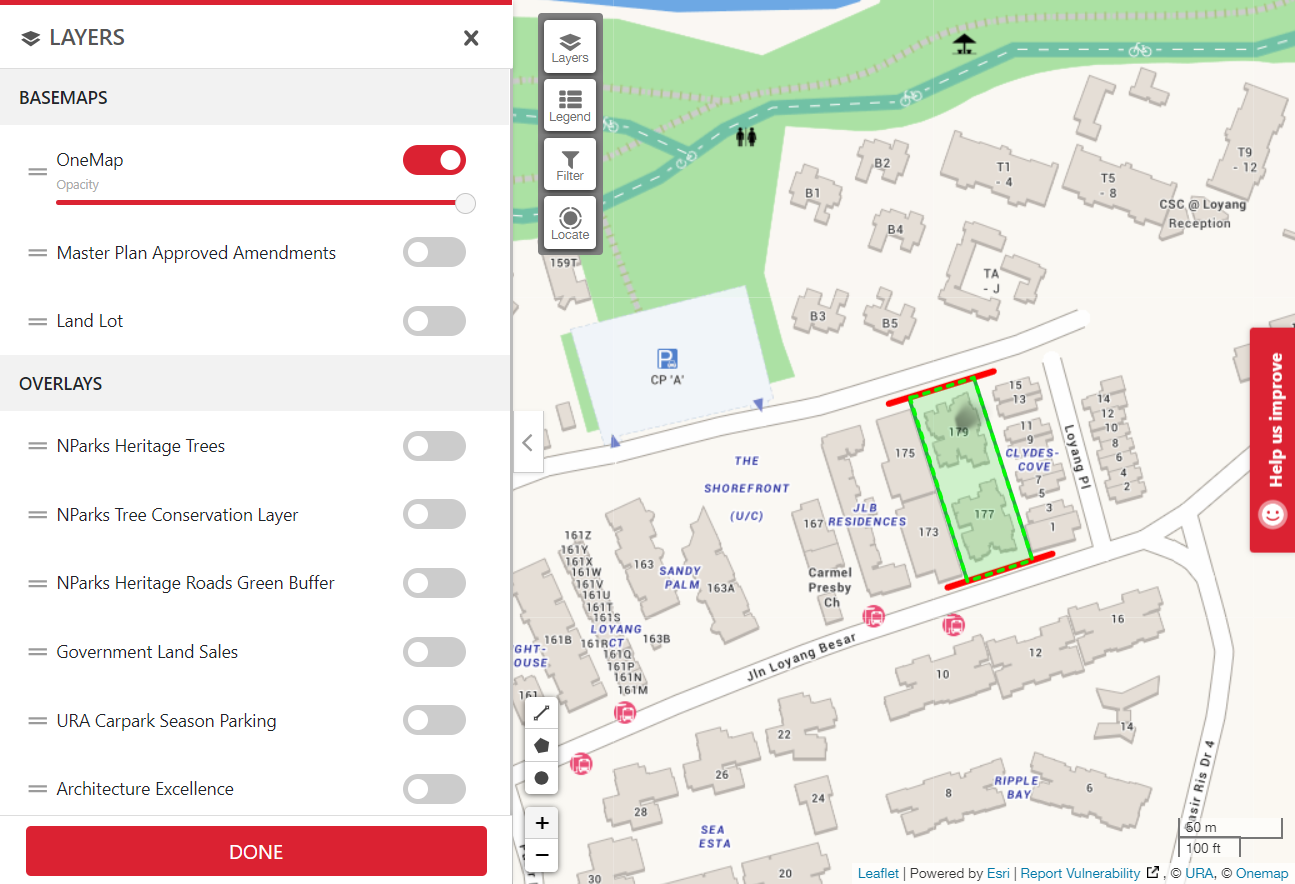 LAYERS
BASEMAPS
OneMap
Opacity
Master Plan Approved Amendments
Land Lot
OVERLAYS
NParks Heritage Trees
NParks Tree Conservation Layer
NParks Heritage Roads Green Buffer
Government Land Sales
URA Carpark Season Parking
Architecture Excellence
DONE
Layers
Legend
Filter
Locate
159T
B1
B2
B4
B3
B5
T1
- 4
T5
- 8
T9
- 12
CSC @ Loyang
Reception
TA
- J
P
CP 'A'
15
13
11
9
CLYDES-
COVE
7
5
3
1
14
12
10
8
6
4
2
Loyang Pl
179
177
175
173
THE
SHOREFRONT
(U/C)
JLB
RESIDENCES
167
Carmel
Presby
Ch
161Z
161Y
161X
161W
161V
161U
161T
161S
LOYANG
CT
161R
161Q
161P
161N
161M
161B
163B
163
SANDY
PALM
163A
GHT-
OUSE
161
Jln Loyang Besar
16
12
10
14
22
26
24
28
30
20
SEA
ESTA
8
RIPPLE
BAY
6
asir Ris Dr 4
Help us improve
+
−
60 m
100 ft
Leaflet | Powered by Esri | Report Vulnerability , © URA, © Onemap